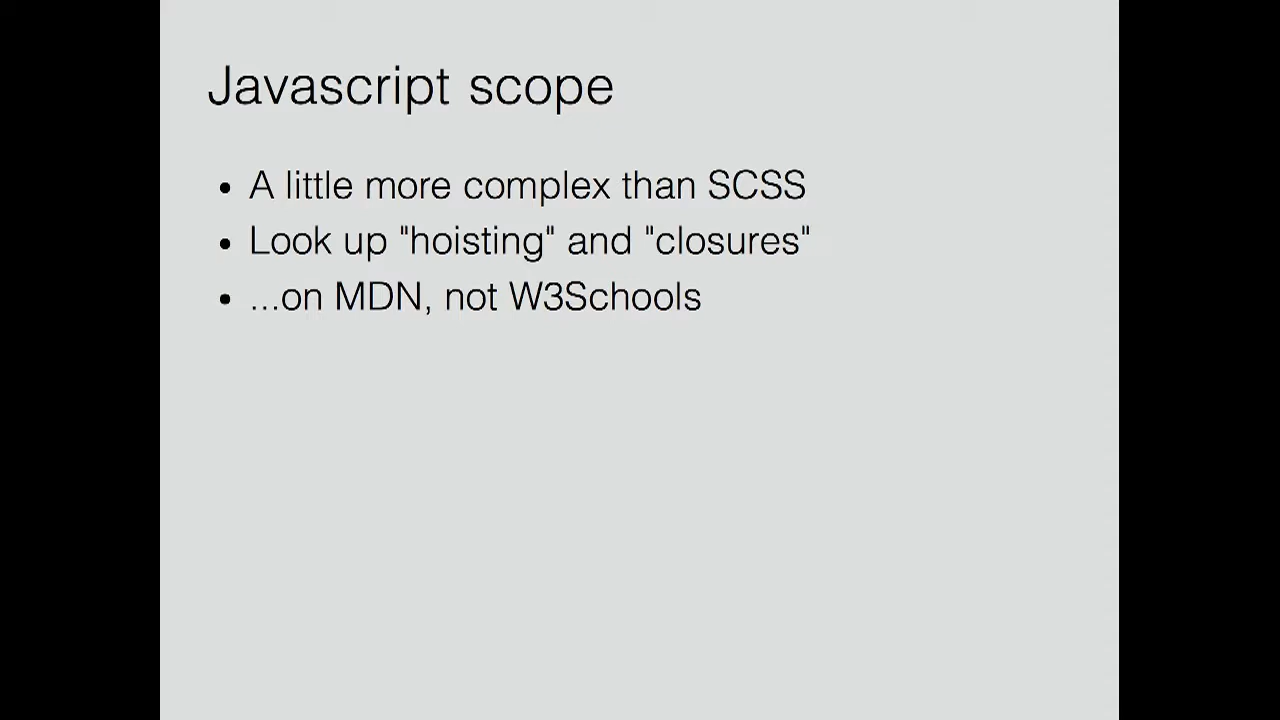 Javascript scope
• A little more complex than SCSS
• Look up "hoisting" and "closures"
• ...on MDN, not W3Schools